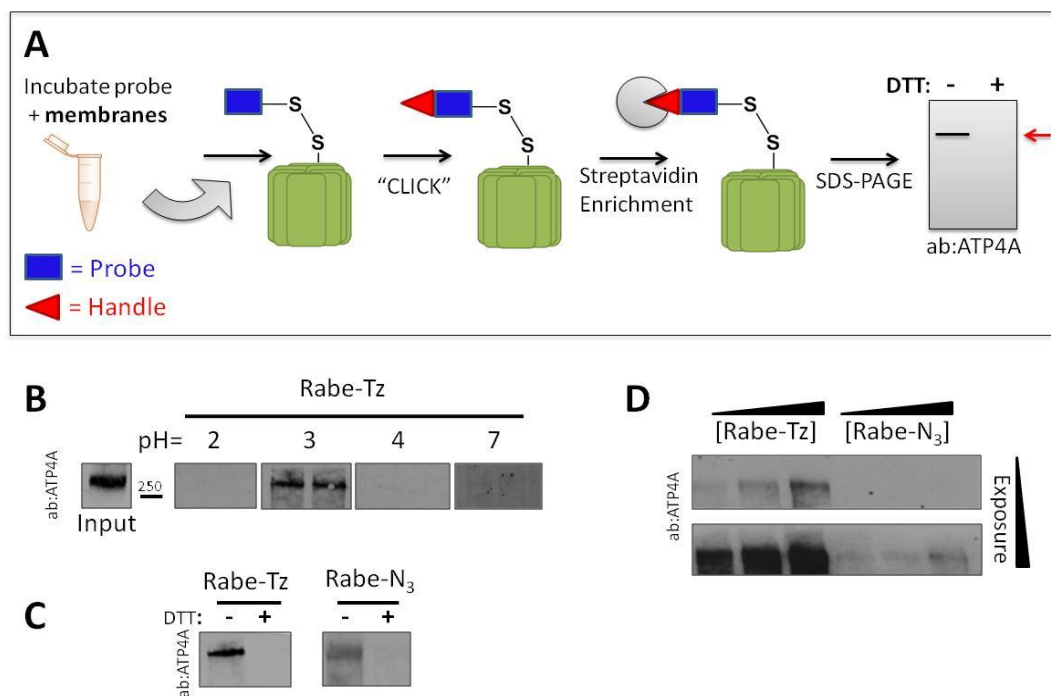 A
Incubate probe
+ membranes
S
S
"CLICK"
S
S
Streptavidin
Enrichment
S
S
SDS-PAGE
DTT: - +
ab:ATP4A
= Probe
= Handle
B
Rabe-Tz
pH= 2 3 4 7
ab:ATP4A
250
Input
C
Rabe-Tz Rabe-N₃
DTT: - + - +
ab:ATP4A
D
[Rabe-Tz] [Rabe-N₃]
ab:ATP4A
Exposure